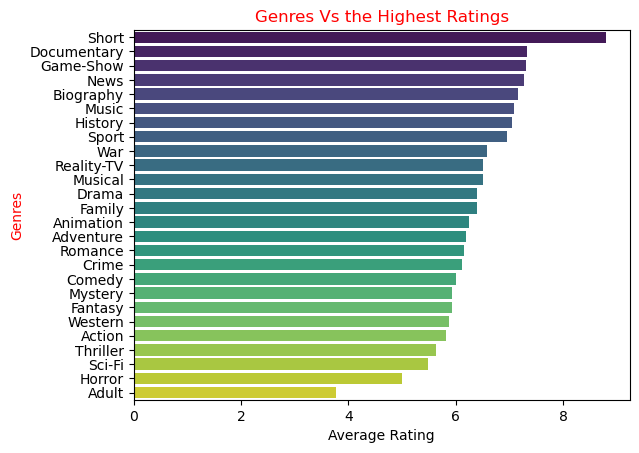 Genres Vs the Highest Ratings
Short
Documentary
Game-Show
News
Biography
Music
History
Sport
War
Reality-TV
Musical
Drama
Family
Animation
Adventure
Romance
Crime
Comedy
Mystery
Fantasy
Western
Action
Thriller
Sci-Fi
Horror
Adult
Genres
0 2 4 6 8
Average Rating